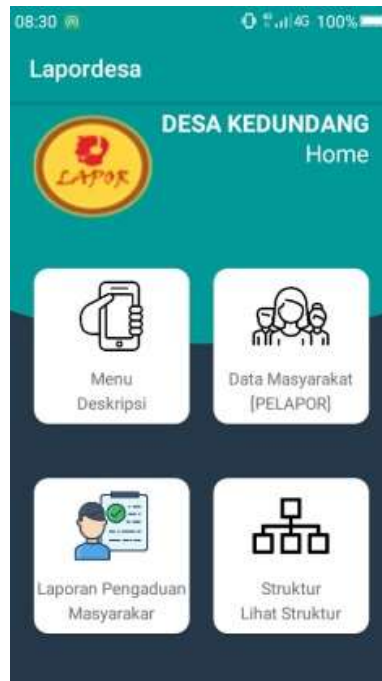 08:30 4G 100%
Lapordesa
DESA KEDUNDANG
Home
LAPOR
Menu
Deskripsi
Data Masyarakat
[PELAPOR]
Laporan Pengaduan
Masyarakar
Struktur
Lihat Struktur